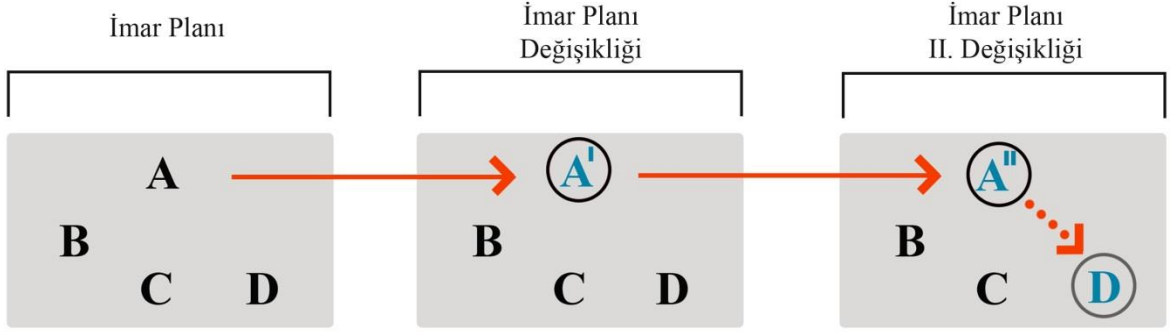 İmar Planı
İmar Planı
Değişikliği
İmar Planı
II. Değişikliği
A
B
C D
A'
B
C D
A''
B
C D